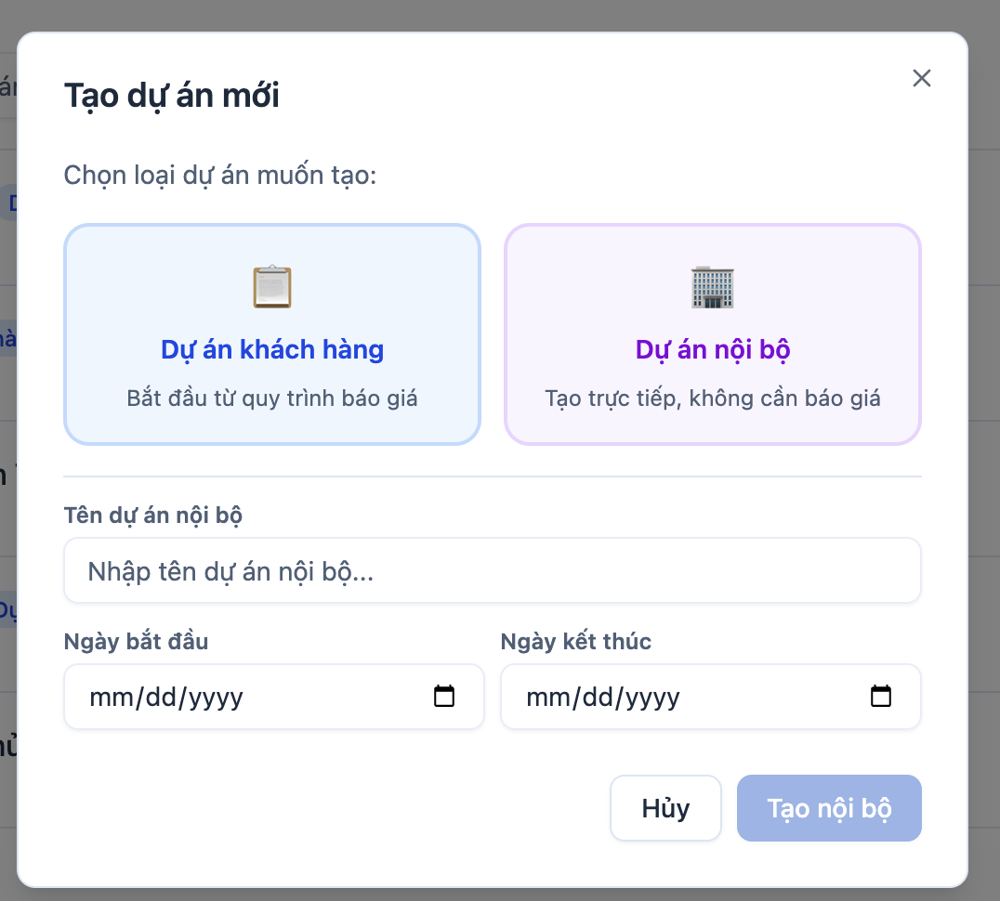 Tạo dự án mới
Chọn loại dự án muốn tạo:
Dự án khách hàng
Bắt đầu từ quy trình báo giá
Dự án nội bộ
Tạo trực tiếp, không cần báo giá
Tên dự án nội bộ
Nhập tên dự án nội bộ...
Ngày bắt đầu
Ngày kết thúc
mm/dd/yyyy
mm/dd/yyyy
Hủy
Tạo nội bộ